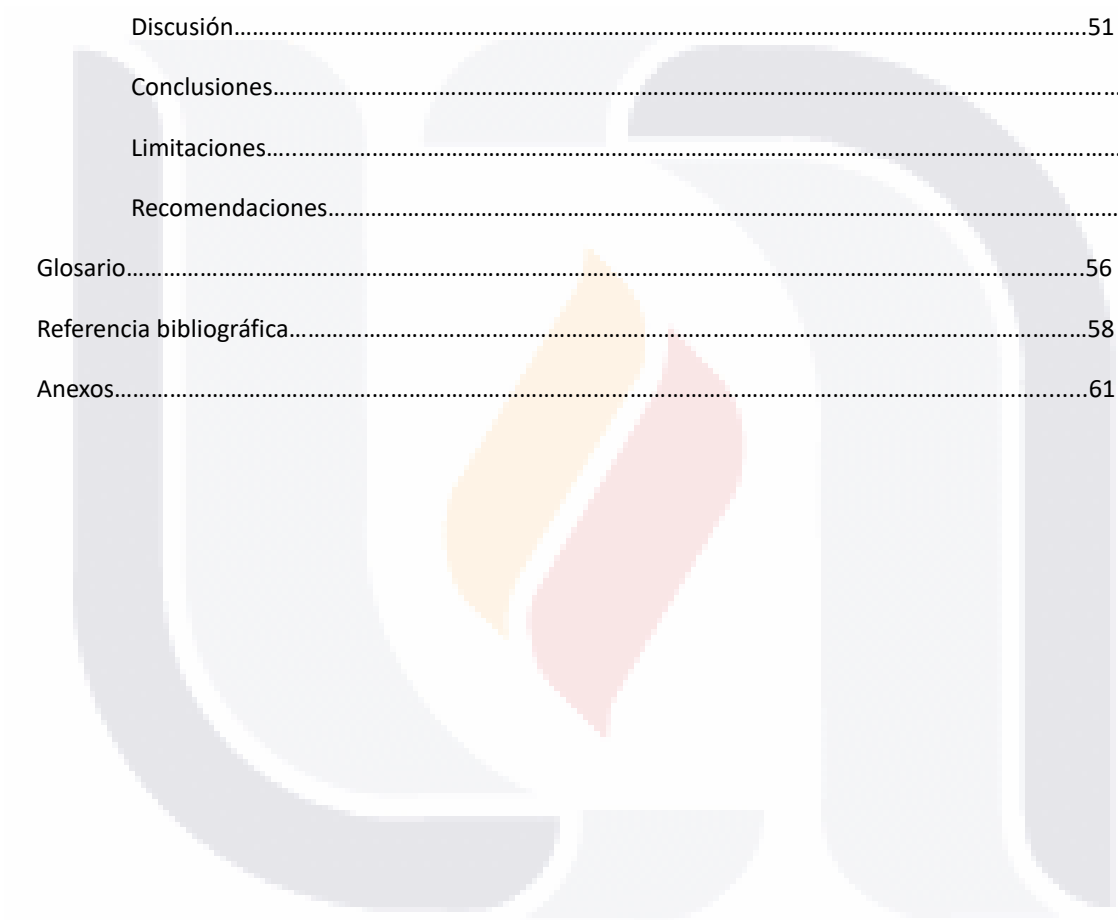 Discusión……………………………………………………………………………………………….51
Conclusiones……………………………………………………………………………………………
Limitaciones……………………………………………………………………………………………
Recomendaciones………………………………………………………………………………………
Glosario…………………………………………………………………………………………………………..56
Referencia bibliográfica……………………………………………………………………………………….58
Anexos……………………………………………………………………………………………………….......61